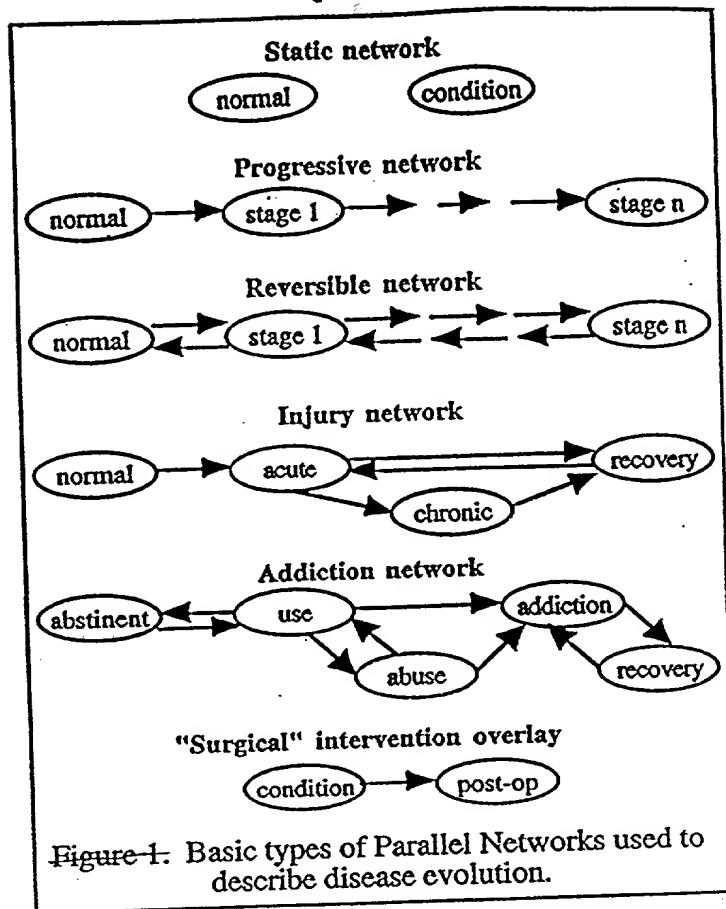 Static network
normal condition
Progressive network
normal stage 1 stage n
Reversible network
normal stage 1 stage n
Injury network
normal acute recovery
chronic
Addiction network
abstinent use addiction
abuse recovery
"Surgical" intervention overlay
condition post-op
Figure 1. Basic types of Parallel Networks used to
describe disease evolution.